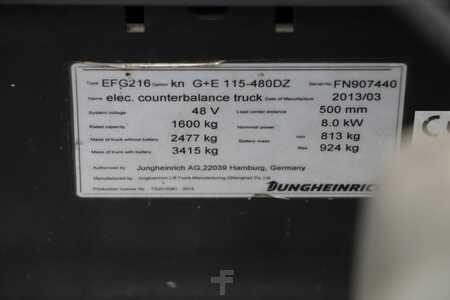 Type EFG216 Option kn G+E 115-480DZ Serial-No FN907440
Name elec. counterbalance truck Date of Manufacture 2013/03
System voltage 48 V Load center distance 500 mm
Rated capacity 1600 kg Nominal power 8.0 kW
Mass of truck without battery 2477 kg Battery mass min 813 kg
Mass of truck with battery 3415 kg max 924 kg
Authorized by Jungheinrich AG,22039 Hamburg, Germany
Manufactured by Jungheinrich Lift Truck Manufacturing (Shanghai) Co.,Ltd
Production license No
JUNGHEINRICH